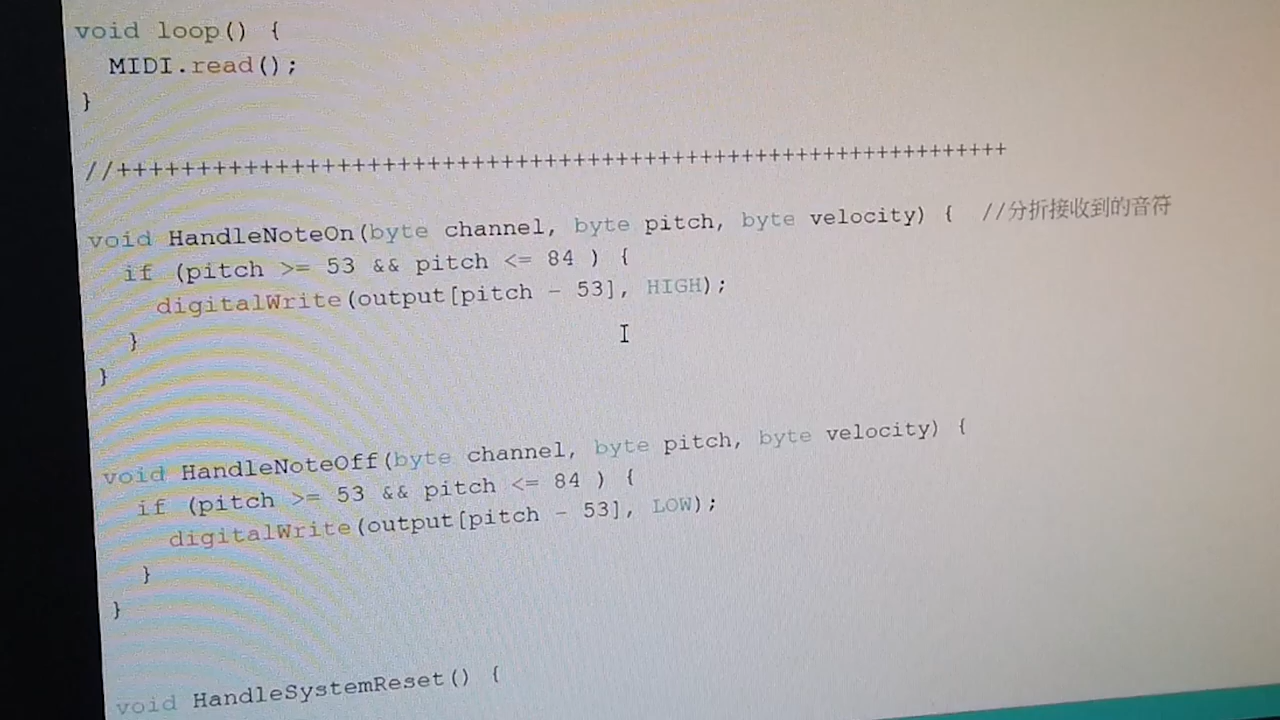 void loop() {
MIDI.read();
}
//++++++++++++++++++++++++++++++++++++++++++++++++++++++++++
void HandleNoteOn(byte channel, byte pitch, byte velocity) {  //分折接收到的音符
if (pitch >= 53 && pitch <= 84 ) {
digitalWrite(output[pitch - 53], HIGH);
}
}
void HandleNoteOff(byte channel, byte pitch, byte velocity) {
if (pitch >= 53 && pitch <= 84 ) {
digitalWrite(output[pitch - 53], LOW);
}
}
void HandleSystemReset() {